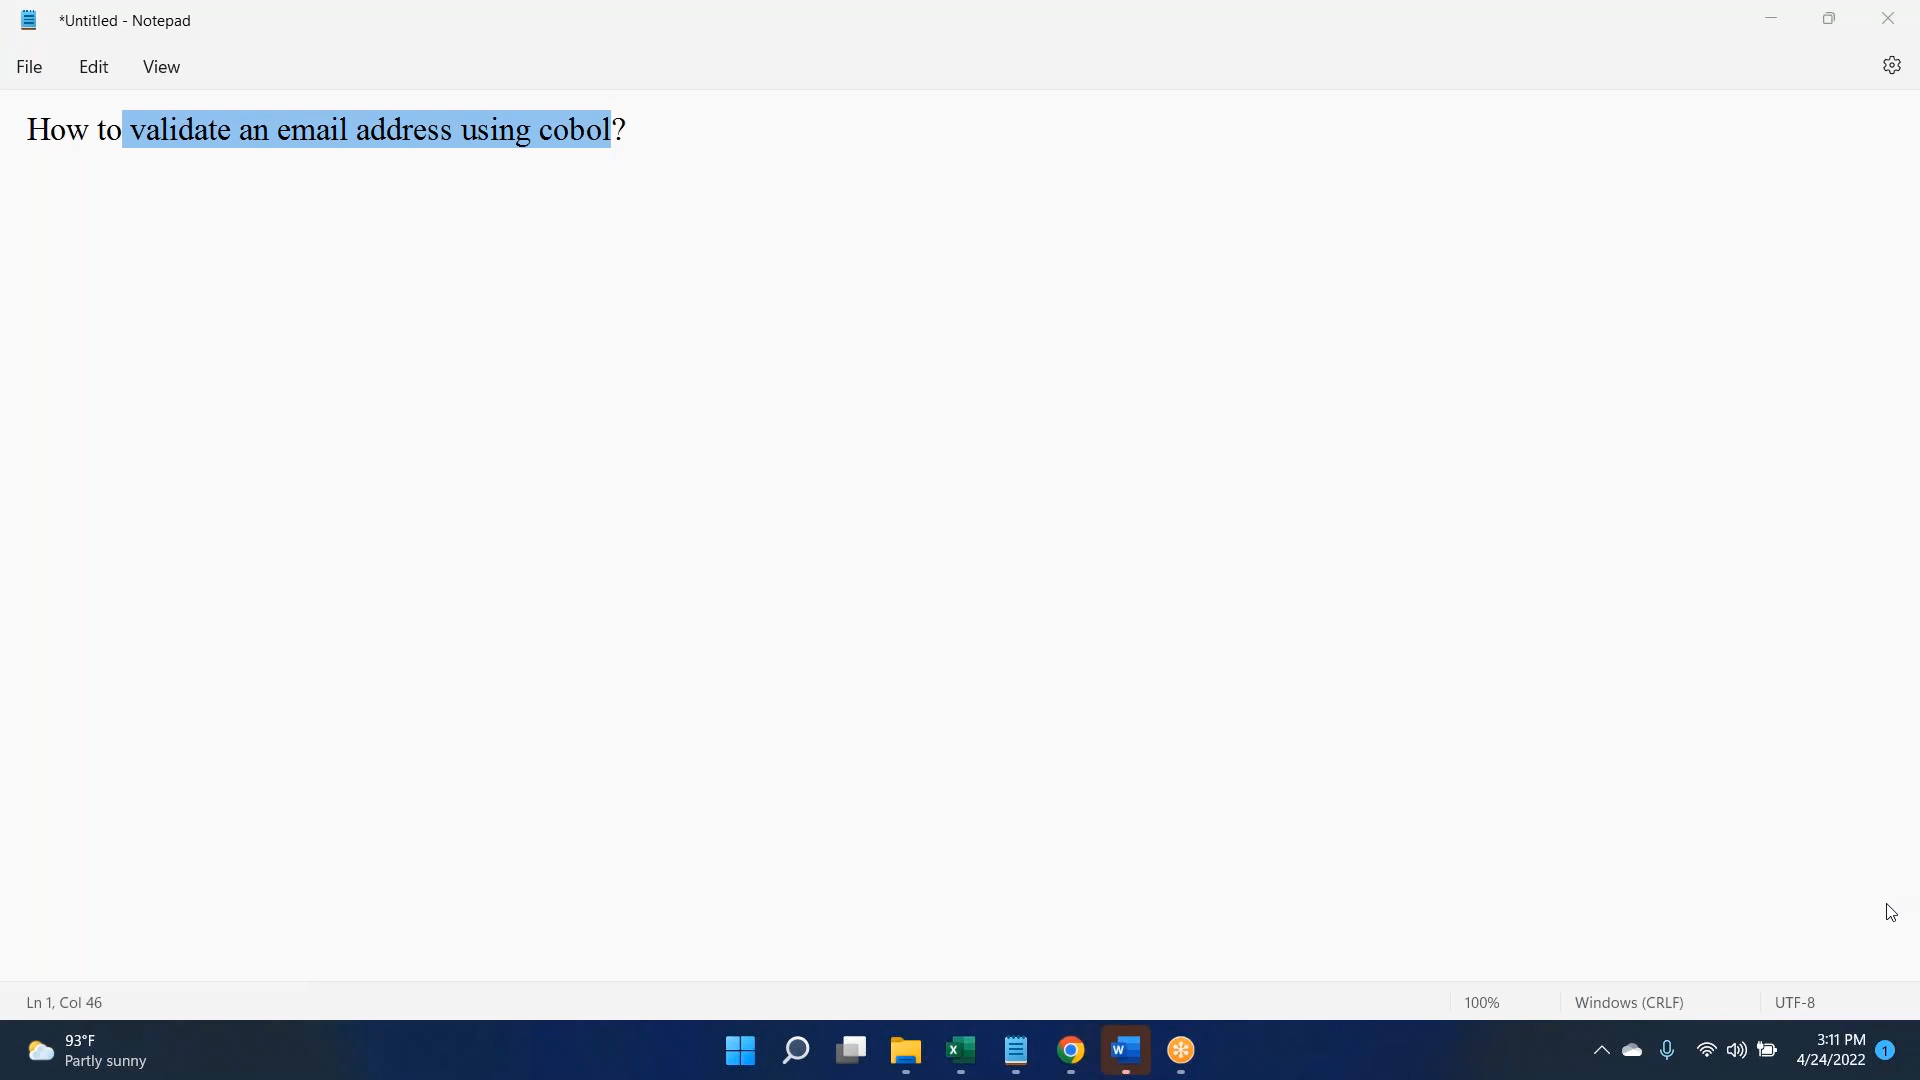 *Untitled - Notepad
File Edit View
How to validate an email address using cobol?
Ln 1, Col 46 100% Windows (CRLF) UTF-8
93°F
Partly sunny
3:11 PM
4/24/2022 1